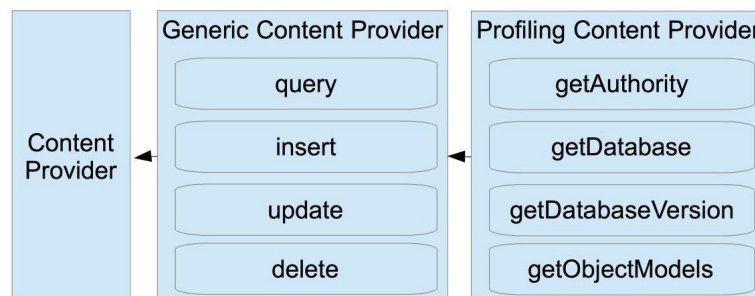 Content
Provider
Generic Content Provider
query
insert
update
delete
Profiling Content Provider
getAuthority
getDatabase
getDatabaseVersion
getObjectModels